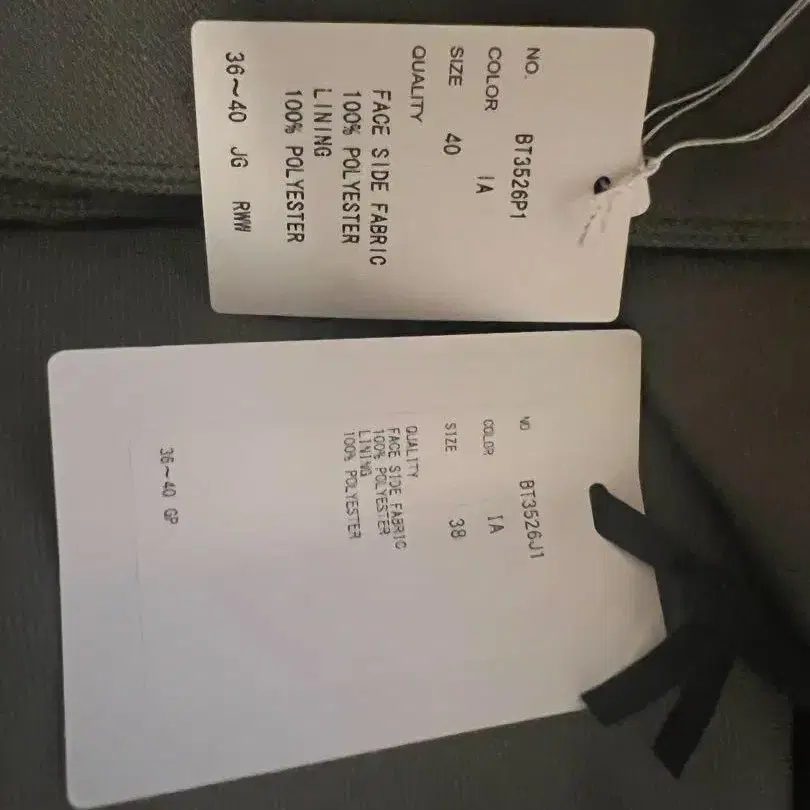 NO. BT3526P1
COLOR IA
SIZE 40
QUALITY
FACE SIDE FABRIC
100% POLYESTER
LINING
100% POLYESTER
36~40 JG RWW
NO BT3526J1
COLOR IA
SIZE 38
QUALITY
FACE SIDE FABRIC
100% POLYESTER
LINING
100% POLYESTER
36~40 GP